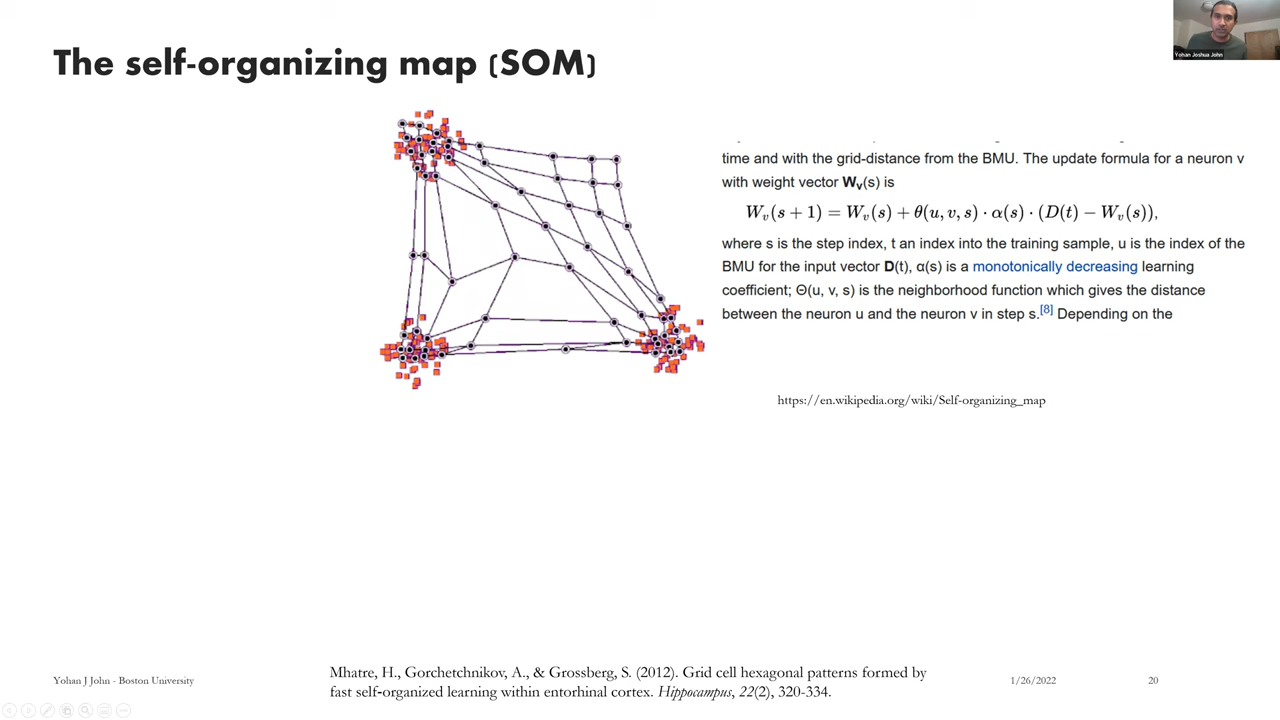 The self-organizing map (SOM)
Yohan Joshua John
time and with the grid-distance from the BMU. The update formula for a neuron v
with weight vector Wv(s) is
Wv(s + 1) = Wv(s) + θ(u, v, s) · α(s) · (D(t) − Wv(s)),
where s is the step index, t an index into the training sample, u is the index of the
BMU for the input vector D(t), α(s) is a monotonically decreasing learning
coefficient; Θ(u, v, s) is the neighborhood function which gives the distance
between the neuron u and the neuron v in step s.[8] Depending on the
https://en.wikipedia.org/wiki/Self-organizing_map
Mhatre, H., Gorchetchnikov, A., & Grossberg, S. (2012). Grid cell hexagonal patterns formed by
fast self-organized learning within entorhinal cortex. Hippocampus, 22(2), 320-334.
Yohan J John - Boston University
1/26/2022
20